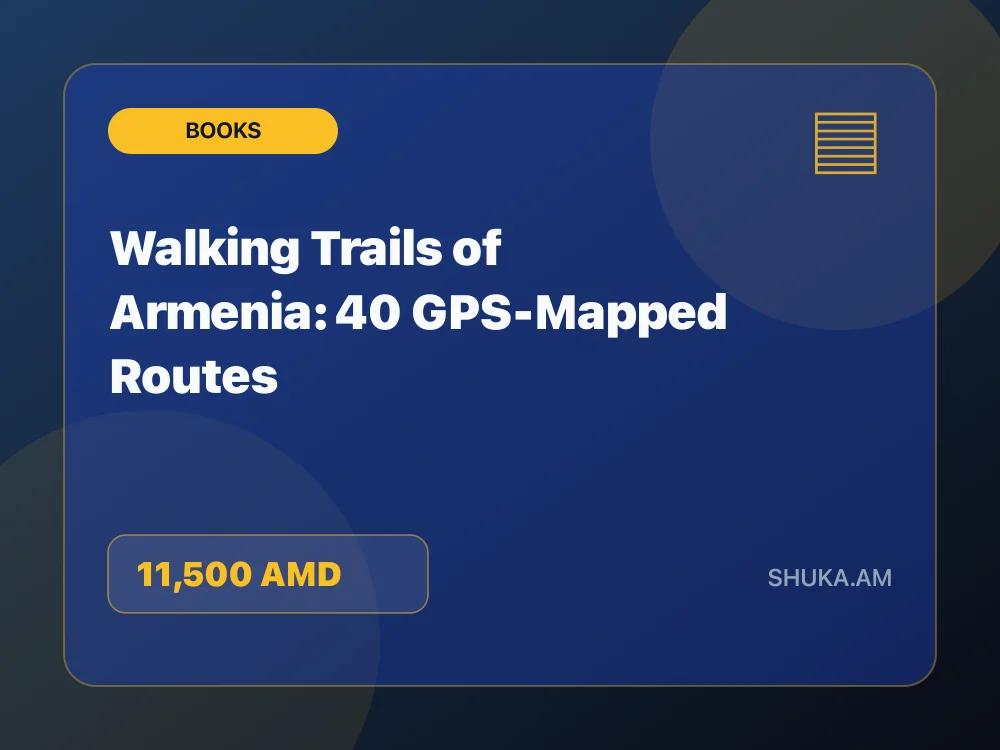 BOOKS
Walking Trails of
Armenia: 40 GPS-Mapped
Routes
11,500 AMD
SHUKA.AM